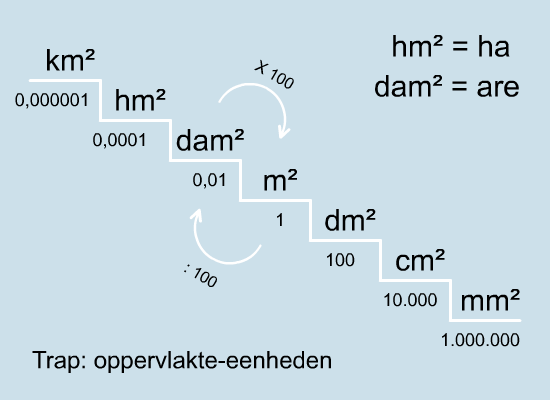 km²
0,000001
hm²
0,0001
dam²
0,01
m²
1
dm²
100
cm²
10.000
mm²
1.000.000
X 100
: 100
hm² = ha
dam² = are
Trap: oppervlakte-eenheden